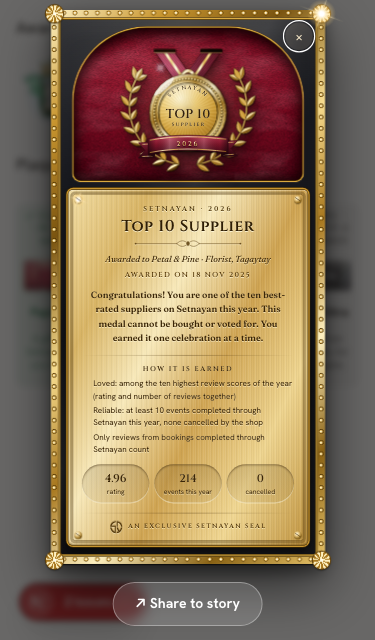 ×
SETNAYAN
TOP 10
SUPPLIER
2026
SETNAYAN · 2026
TOP 10 SUPPLIER
Awarded to Petal & Pine · Florist, Tagaytay
AWARDED ON 18 NOV 2025
Congratulations! You are one of the ten best-
rated suppliers on Setnayan this year. This
medal cannot be bought or voted for. You
earned it one celebration at a time.
HOW IT IS EARNED
Loved: among the ten highest review scores of the year
(rating and number of reviews together)
Reliable: at least 10 events completed through
Setnayan this year, none cancelled by the shop
Only reviews from bookings completed through
Setnayan count
4.96 214 0
rating events this year cancelled
AN EXCLUSIVE SETNAYAN SEAL
↗ Share to story